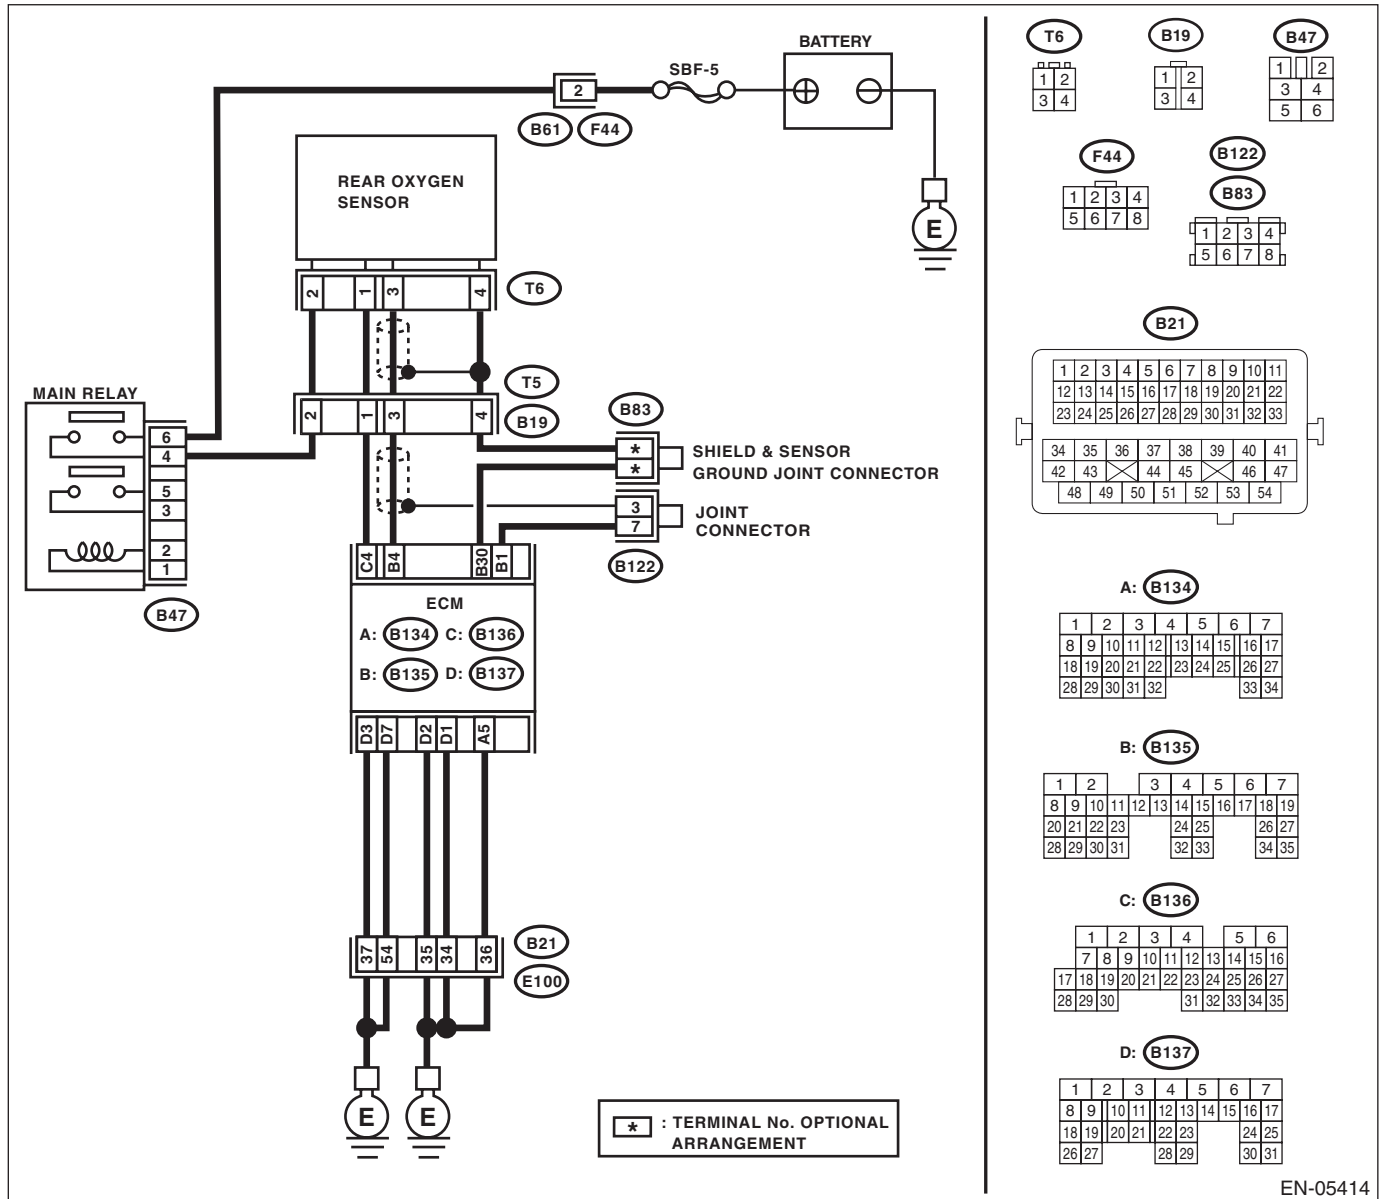 BATTERY
SBF-5
2
B61 F44
E
REAR OXYGEN
SENSOR
2 1 3 4
T6
T5
2 1 3 4
B19
MAIN RELAY
6
4
5
3
2
1
B47
B83
*
*
SHIELD & SENSOR
GROUND JOINT CONNECTOR
3
7
JOINT
CONNECTOR
B122
C4 B4 B30 B1
ECM
A: B134 C: B136
B: B135 D: B137
D3 D7 D2 D1 A5
37 54 35 34 36
B21
E100
E E
* : TERMINAL No. OPTIONAL
ARRANGEMENT
T6
1 2
3 4
B19
1 2
3 4
B47
1 2
3 4
5 6
F44
1 2 3 4
5 6 7 8
B122
B83
1 2 3 4
5 6 7 8
B21
1 2 3 4 5 6 7 8 9 10 11
12 13 14 15 16 17 18 19 20 21 22
23 24 25 26 27 28 29 30 31 32 33
34 35 36 37 38 39 40 41
42 43 44 45 46 47
48 49 50 51 52 53 54
A: B134
1 2 3 4 5 6 7
8 9 10 11 12 13 14 15 16 17
18 19 20 21 22 23 24 25 26 27
28 29 30 31 32 33 34
B: B135
1 2 3 4 5 6 7
8 9 10 11 12 13 14 15 16 17 18 19
20 21 22 23 24 25 26 27
28 29 30 31 32 33 34 35
C: B136
1 2 3 4 5 6
7 8 9 10 11 12 13 14 15 16
17 18 19 20 21 22 23 24 25 26 27
28 29 30 31 32 33 34 35
D: B137
1 2 3 4 5 6 7
8 9 10 11 12 13 14 15 16 17
18 19 20 21 22 23 24 25
26 27 28 29 30 31
EN-05414